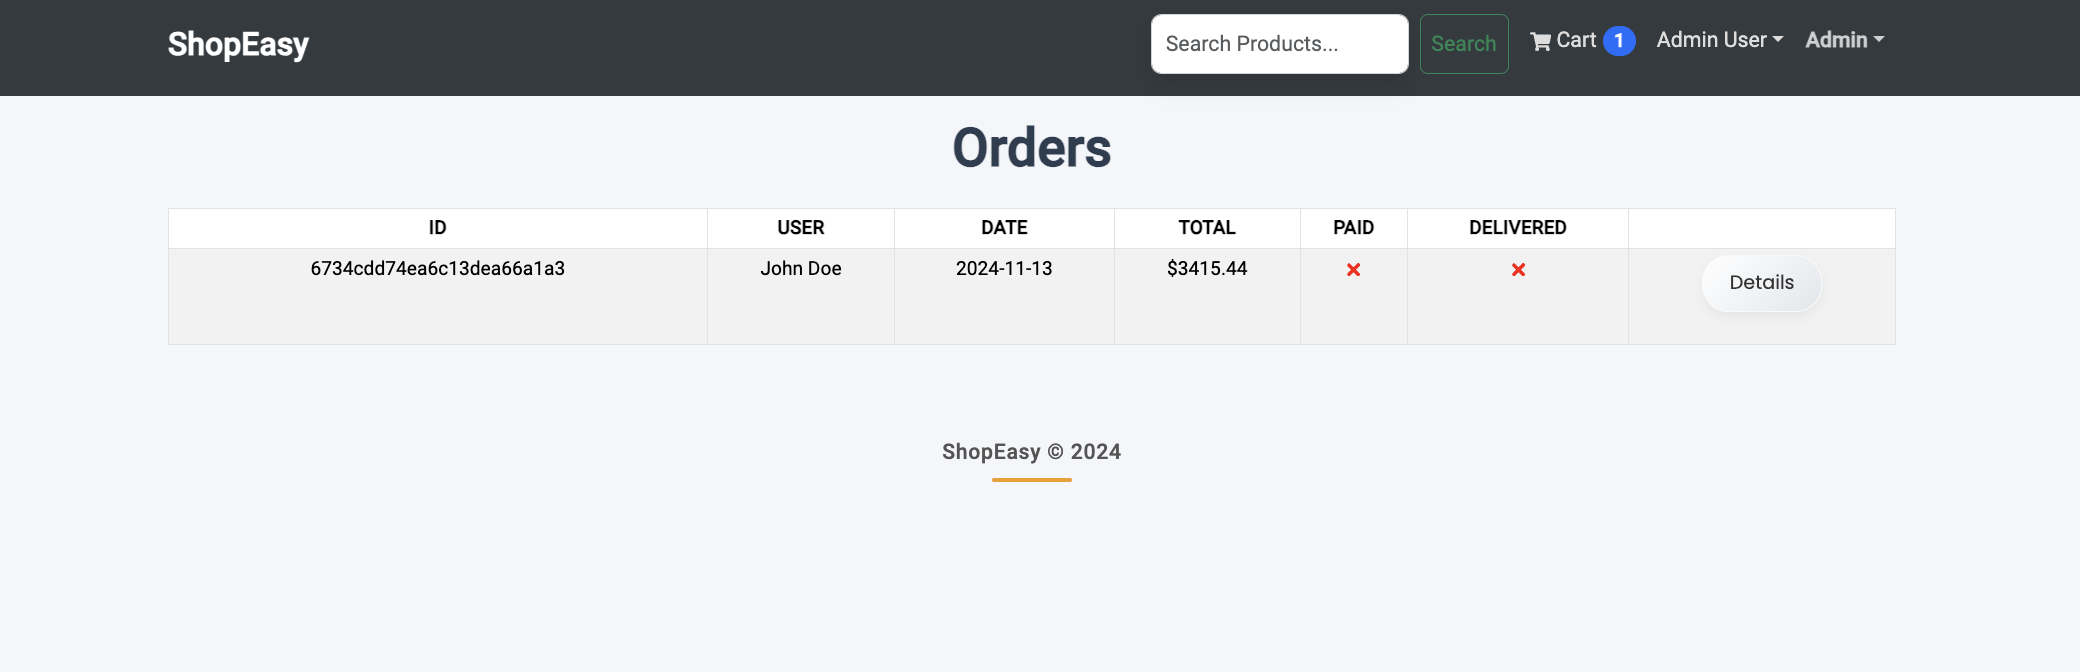 ShopEasy
Search Products...
Search
Cart 1
Admin User
Admin
Orders
ID USER DATE TOTAL PAID DELIVERED
6734cdd74ea6c13dea66a1a3 John Doe 2024-11-13 $3415.44 Details
ShopEasy © 2024